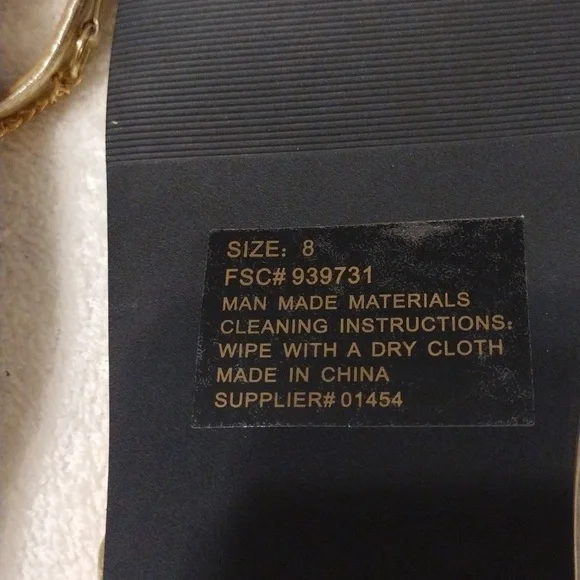 SIZE: 8
FSC# 939731
MAN MADE MATERIALS
CLEANING INSTRUCTIONS:
WIPE WITH A DRY CLOTH
MADE IN CHINA
SUPPLIER# 01454